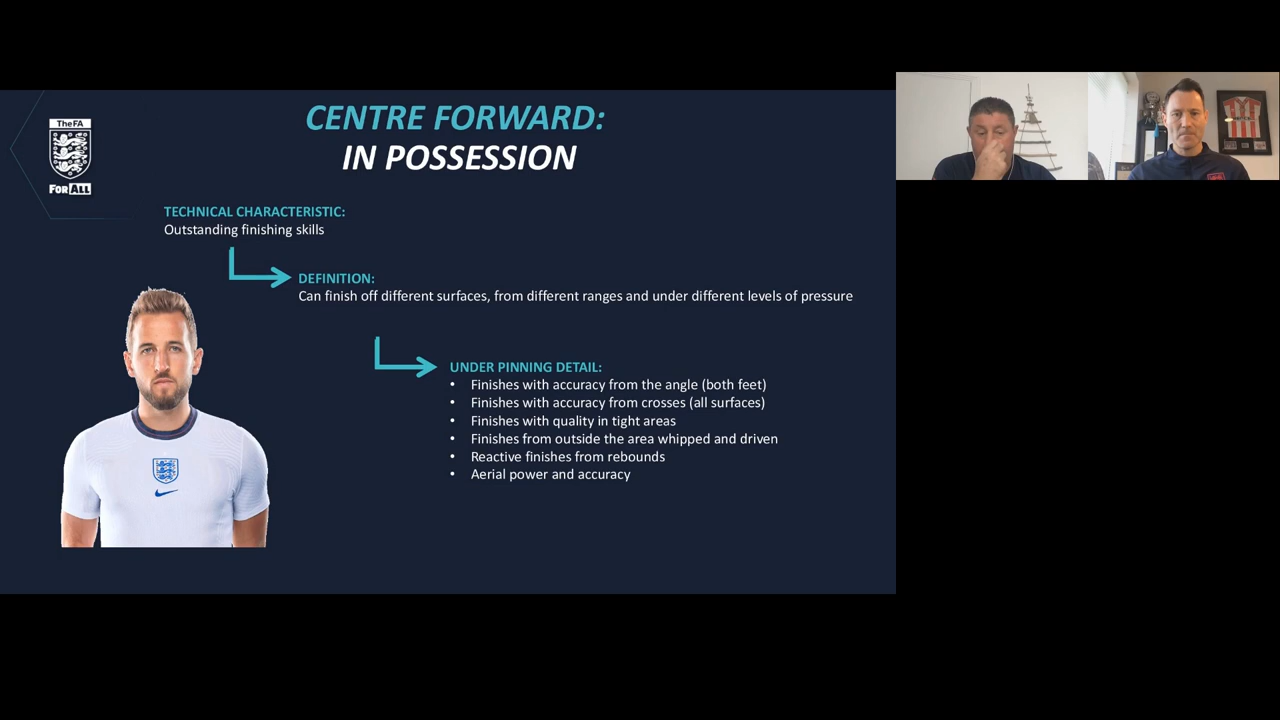 TheFA
FOR ALL
CENTRE FORWARD:
IN POSSESSION
TECHNICAL CHARACTERISTIC:
Outstanding finishing skills
DEFINITION:
Can finish off different surfaces, from different ranges and under different levels of pressure
UNDER PINNING DETAIL:
• Finishes with accuracy from the angle (both feet)
• Finishes with accuracy from crosses (all surfaces)
• Finishes with quality in tight areas
• Finishes from outside the area whipped and driven
• Reactive finishes from rebounds
• Aerial power and accuracy